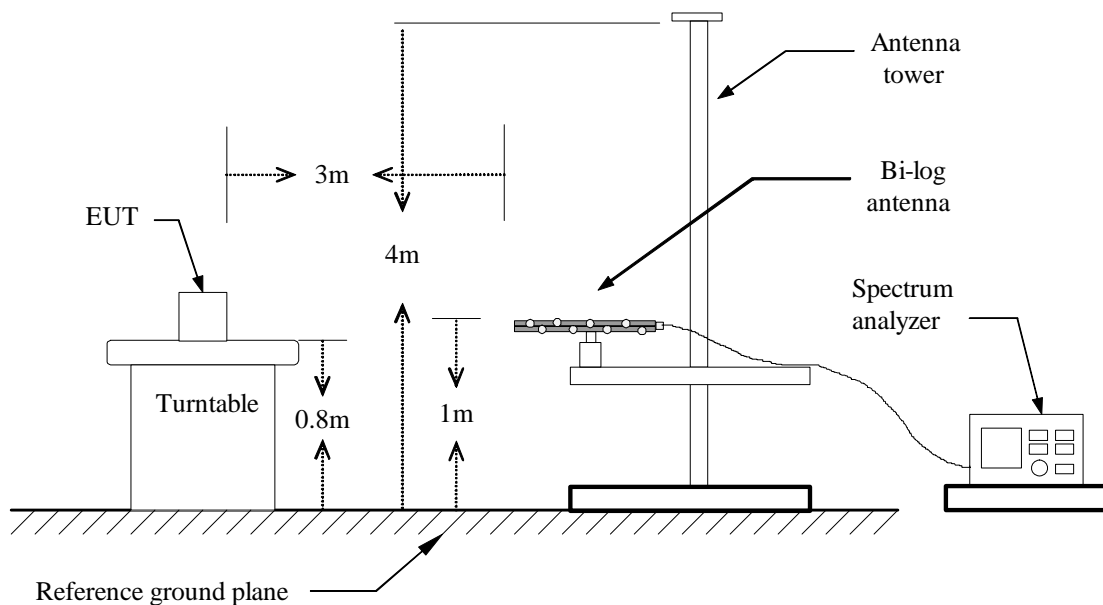 Antenna
tower
3m
Bi-log
antenna
EUT
4m
Spectrum
analyzer
Turntable
0.8m
1m
Reference ground plane